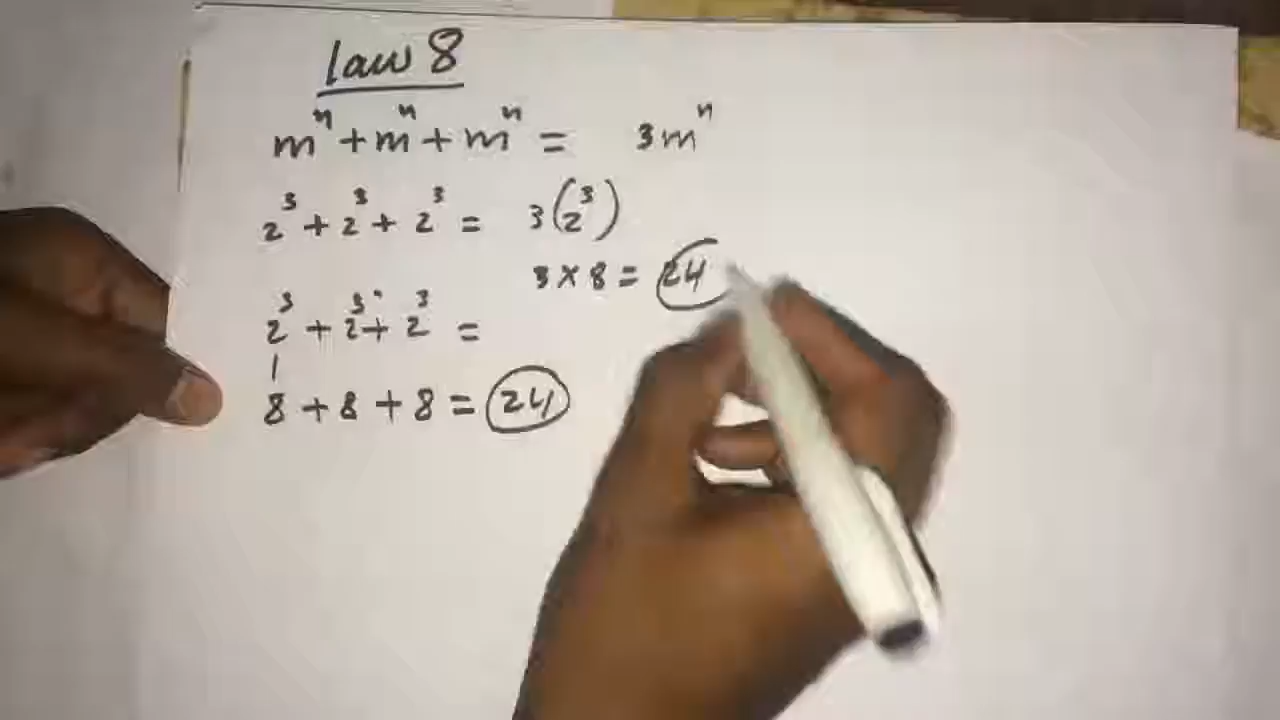 law 8
mⁿ + mⁿ + mⁿ = 3mⁿ
2³ + 2³ + 2³ = 3(2³)
3 × 8 = 24
2³ + 2³ + 2³ =
8 + 8 + 8 = 24